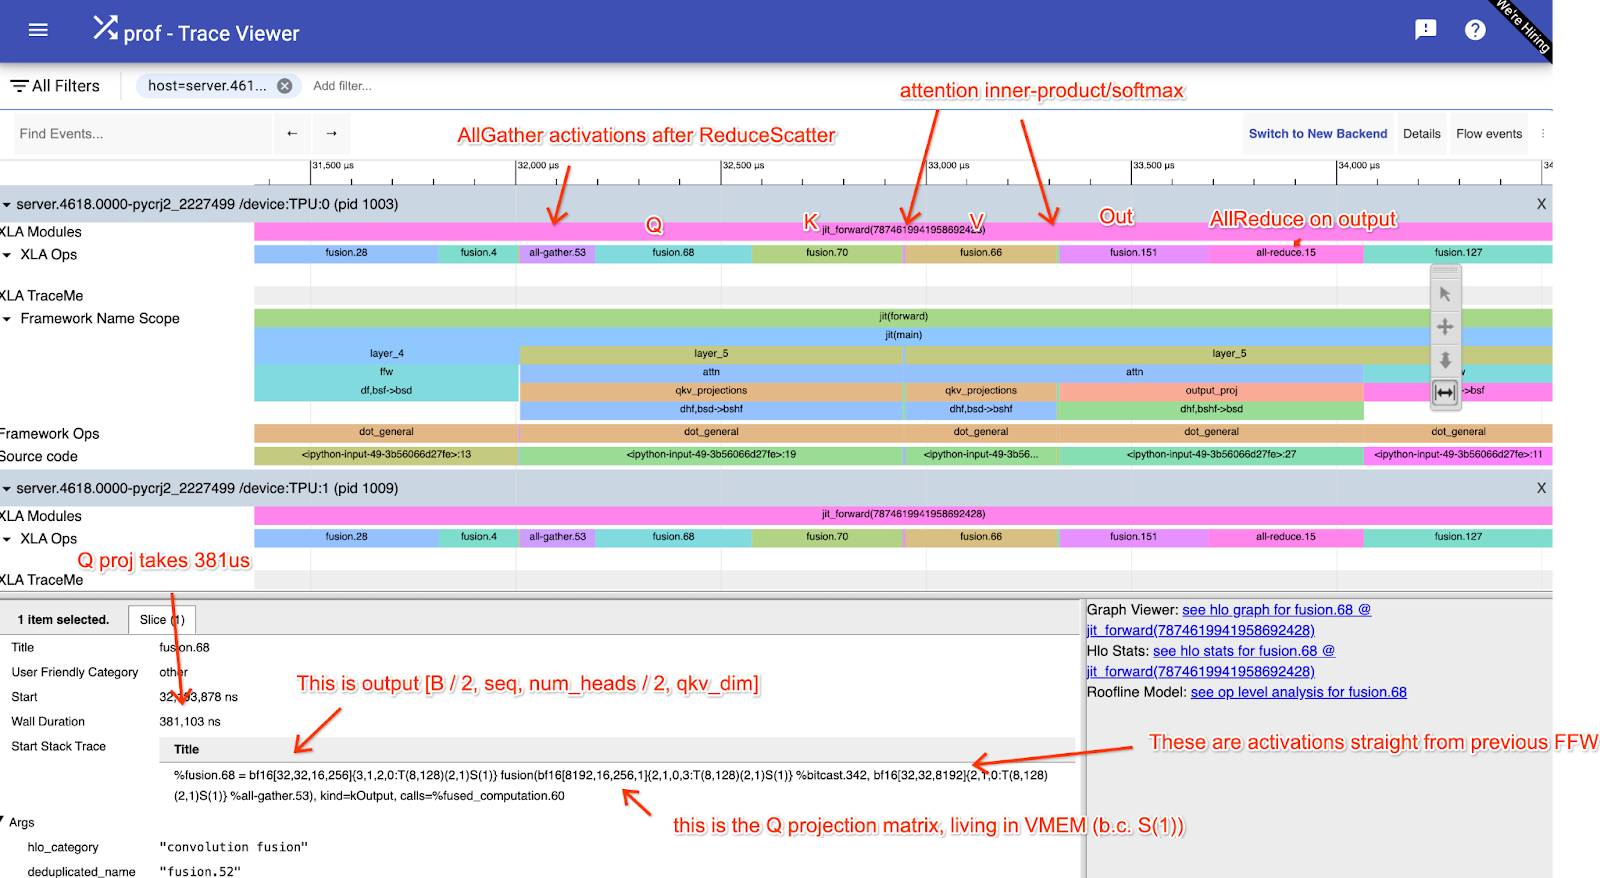 We're Hiring
prof - Trace Viewer
All Filters
host=server.461...
Add filter...
attention inner-product/softmax
Find Events...
← →
AllGather activations after ReduceScatter
Switch to New Backend
Details
Flow events
31,500 µs 32,000 µs 32,500 µs 33,000 µs 33,500 µs 34,000 µs 34
server.4618.0000-pycrj2_2227499 /device:TPU:0 (pid 1003) X
Q K V Out AllReduce on output
XLA Modules jit_forward(7874619941958692428)
XLA Ops fusion.28 fusion.4 all-gather.53 fusion.68 fusion.70 fusion.66 fusion.151 all-reduce.15 fusion.127
XLA TraceMe
Framework Name Scope jit(forward)
jit(main)
layer_4 layer_5 layer_5
ffw attn attn w
df,bsf->bsd qkv_projections qkv_projections output_proj ->bsf
dhf,bsd->bshf dhf,bsd->bshf dhf,bshf->bsd
Framework Ops dot_general dot_general dot_general dot_general dot_general
Source code <ipython-input-49-3b56066d27fe>:13 <ipython-input-49-3b56066d27fe>:19 <ipython-input-49-3b56... <ipython-input-49-3b56066d27fe>:27 <ipython-input-49-3b56066d27fe>:11
server.4618.0000-pycrj2_2227499 /device:TPU:1 (pid 1009) X
XLA Modules jit_forward(7874619941958692428)
XLA Ops fusion.28 fusion.4 all-gather.53 fusion.68 fusion.70 fusion.66 fusion.151 all-reduce.15 fusion.127
Q proj takes 381us
XLA TraceMe
1 item selected. Slice (1)
Title fusion.68
User Friendly Category other
Start ns
Wall Duration 381,103 ns
Start Stack Trace Title
This is output [B / 2, seq, num_heads / 2, qkv_dim]
%fusion.68 = bf16[32,32,16,256]{3,1,2,0:T(8,128)(2,1)S(1)} fusion(bf16[8192,16,256,1]{2,1,0,3:T(8,128)(2,1)S(1)} %bitcast.342, bf16[32,32,8192]{2,1,0:T(8,128)
(2,1)S(1)} %all-gather.53), kind=kOutput, calls=%fused_computation.60
These are activations straight from previous FFW
this is the Q projection matrix, living in VMEM (b.c. S(1))
Args
hlo_category "convolution fusion"
deduplicated_name "fusion.52"
Graph Viewer: see hlo graph for fusion.68 @
jit_forward(7874619941958692428)
Hlo Stats: see hlo stats for fusion.68 @
jit_forward(7874619941958692428)
Roofline Model: see op level analysis for fusion.68